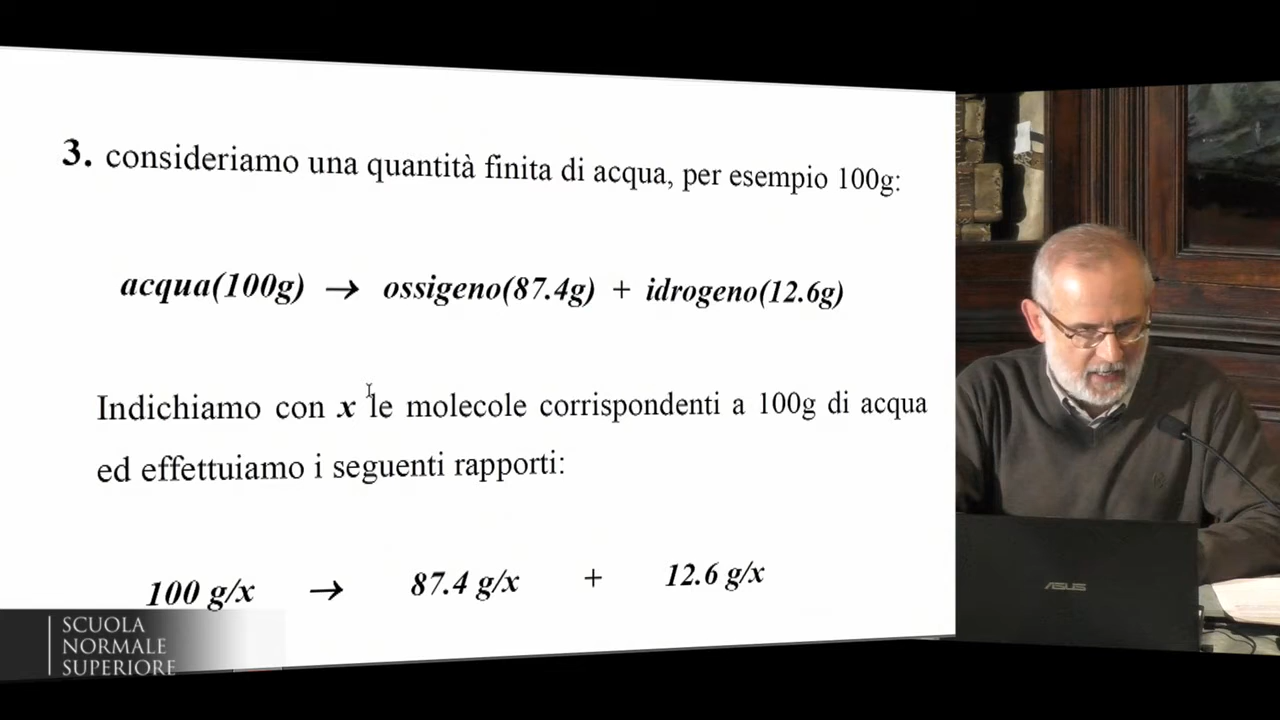 3. consideriamo una quantità finita di acqua, per esempio 100g:
acqua(100g) → ossigeno(87.4g) + idrogeno(12.6g)
Indichiamo con x le molecole corrispondenti a 100g di acqua
ed effettuiamo i seguenti rapporti:
100 g/x → 87.4 g/x + 12.6 g/x
SCUOLA
NORMALE
SUPERIORE
ASUS